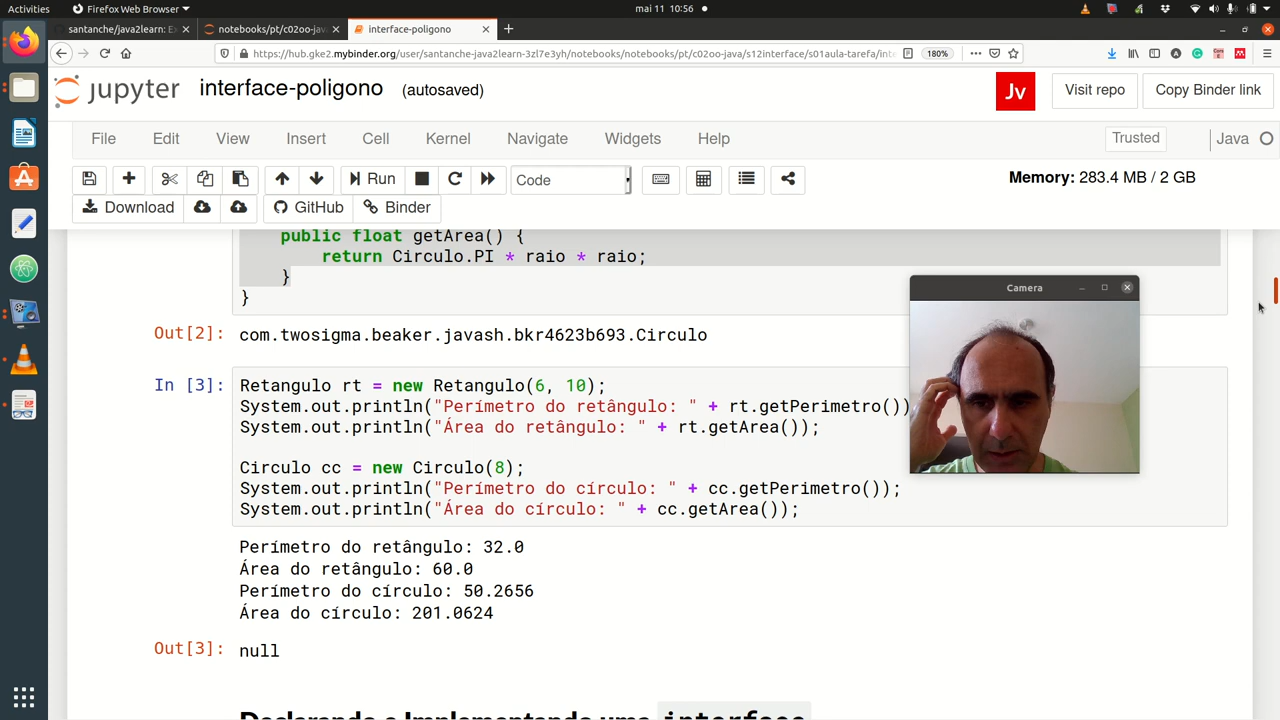 Activities
Firefox Web Browser
mai 11 10:56
santanche/java2learn: Ex
notebooks/pt/c02oo-java
interface-poligono
https://hub.gke2.mybinder.org/user/santanche-java2learn-3zl7e3yh/notebooks/notebooks/pt/c02oo-java/s12interface/s01aula-tarefa/inte
180%
jupyter
interface-poligono
(autosaved)
Jv
Visit repo
Copy Binder link
File
Edit
View
Insert
Cell
Kernel
Navigate
Widgets
Help
Trusted
Java
Run
Code
Memory: 283.4 MB / 2 GB
Download
GitHub
Binder
public float getArea() {
return Circulo.PI * raio * raio;
}
}
Camera
Out[2]:
com.twosigma.beaker.javash.bkr4623b693.Circulo
In [3]:
Retangulo rt = new Retangulo(6, 10);
System.out.println("Perímetro do retângulo: " + rt.getPerimetro())
System.out.println("Área do retângulo: " + rt.getArea());
Circulo cc = new Circulo(8);
System.out.println("Perímetro do círculo: " + cc.getPerimetro());
System.out.println("Área do círculo: " + cc.getArea());
Perímetro do retângulo: 32.0
Área do retângulo: 60.0
Perímetro do círculo: 50.2656
Área do círculo: 201.0624
Out[3]:
null
Declarando e Implementando uma interface